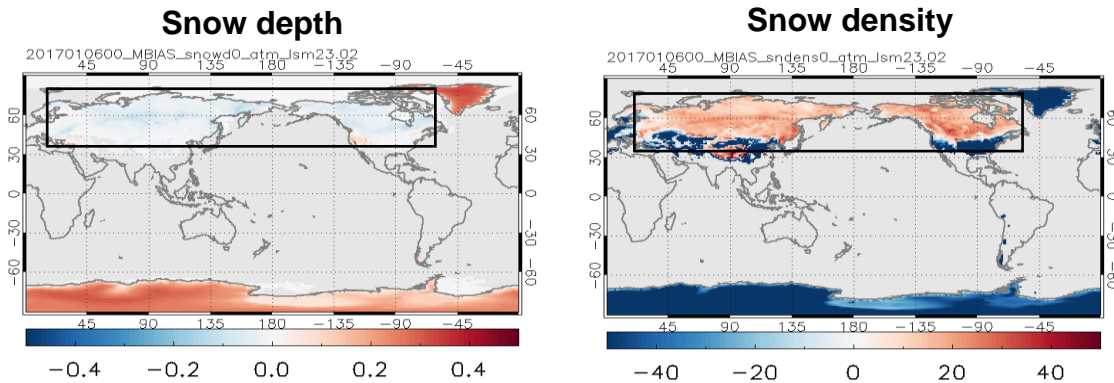 Snow depth
2017010600_MBIAS_snowd0_atm_lsm23.02
45 90 135 180 −135 −90 −45
60 60
30 30
0 0
−30 −30
−60 −60
45 90 135 180 −135 −90 −45
−0.4 −0.2 0.0 0.2 0.4
Snow density
2017010600_MBIAS_sndens0_atm_lsm23.02
45 90 135 180 −135 −90 −45
60 60
30 30
0 0
−30 −30
−60 −60
45 90 135 180 −135 −90 −45
−40 −20 0 20 40